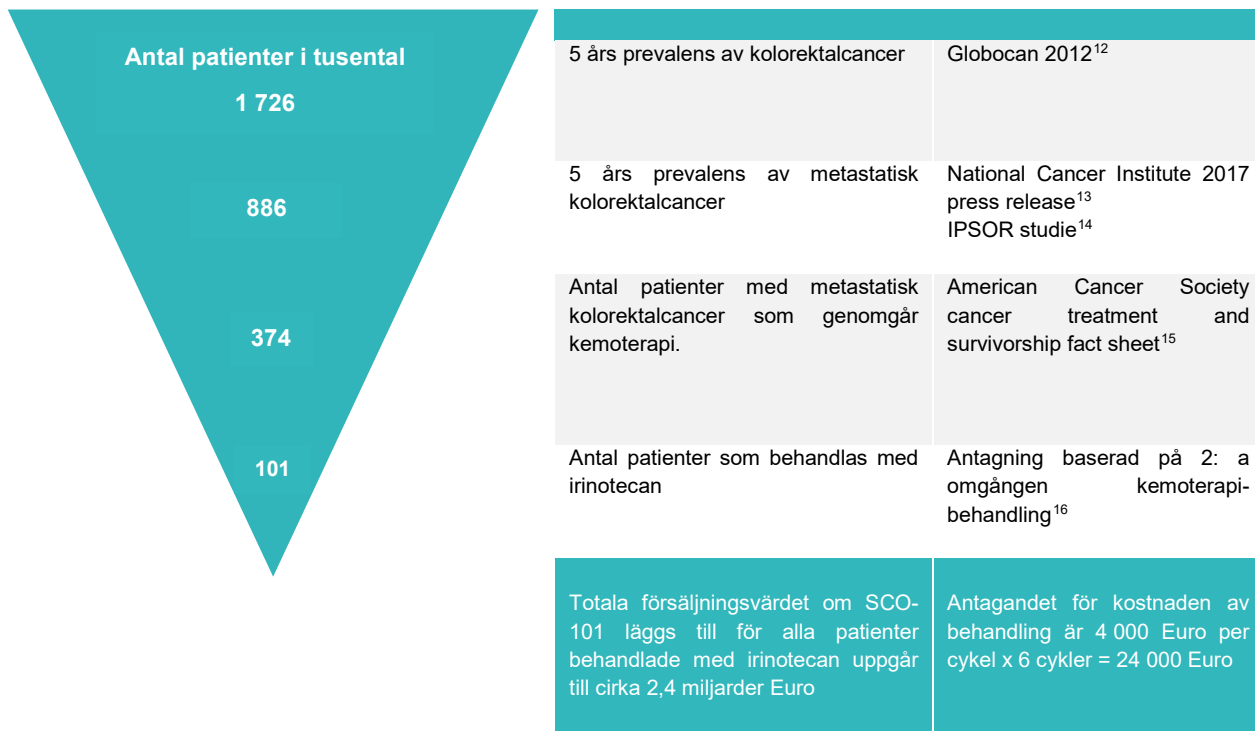 Antal patienter i tusental
1 726
886
374
101
5 års prevalens av kolorektalcancer
Globocan 2012¹²
5 års prevalens av metastatisk
kolorektalcancer
National Cancer Institute 2017
press release¹³
IPSOR studie¹⁴
Antal patienter med metastatisk
kolorektalcancer som genomgår
kemoterapi.
American Cancer Society
cancer treatment and
survivorship fact sheet¹⁵
Antal patienter som behandlas med
irinotecan
Antagning baserad på 2: a
omgången kemoterapi-
behandling¹⁶
Totala försäljningsvärdet om SCO-
101 läggs till för alla patienter
behandlade med irinotecan uppgår
till cirka 2,4 miljarder Euro
Antagandet för kostnaden av
behandling är 4 000 Euro per
cykel x 6 cykler = 24 000 Euro